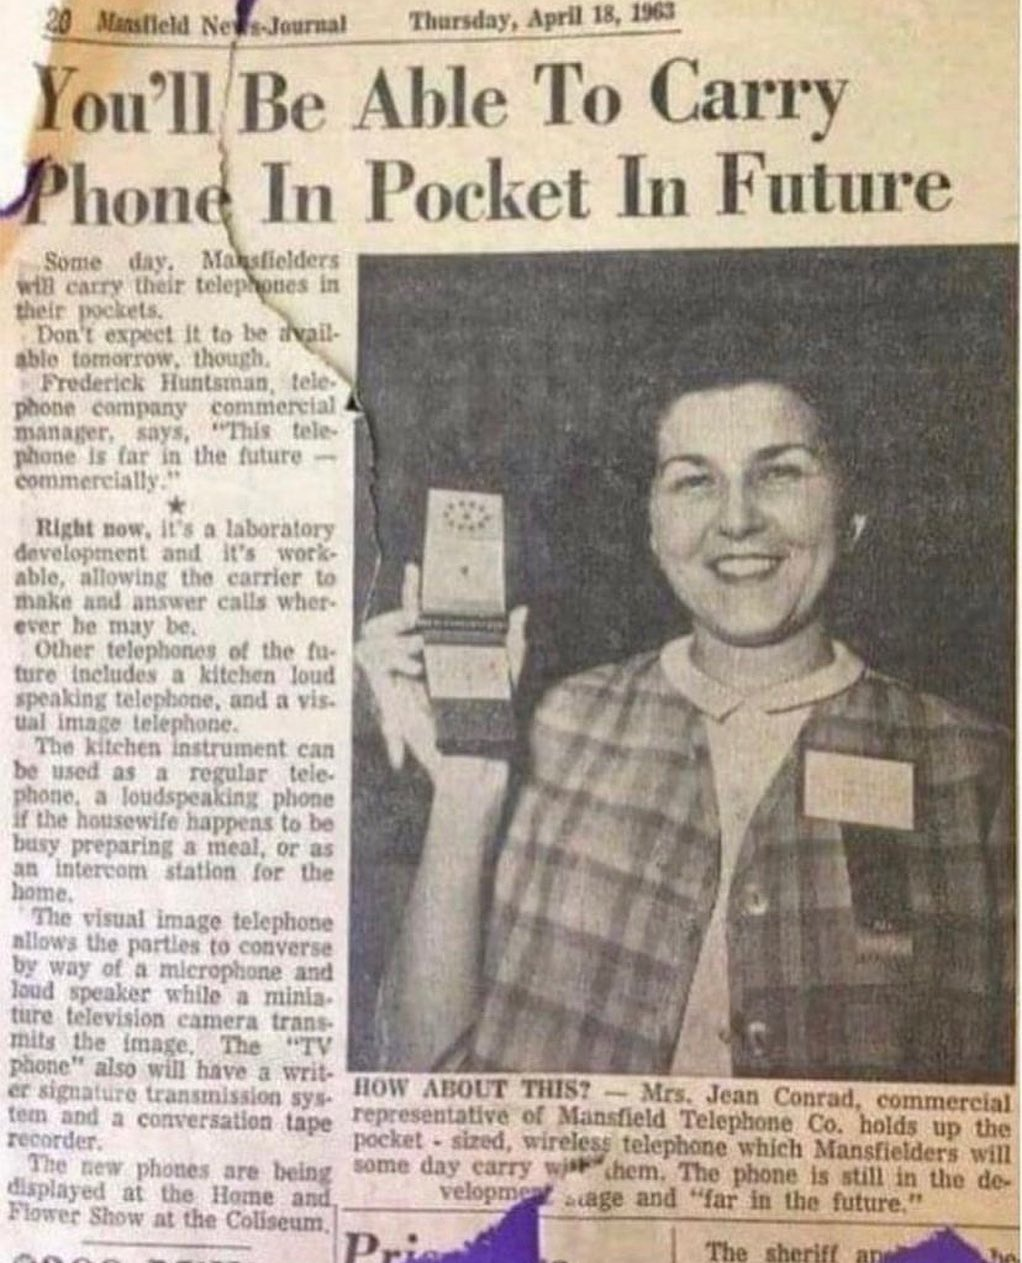 20 Mansfield News-Journal Thursday, April 18, 1963
You'll Be Able To Carry
Phone In Pocket In Future
Some day, Mansfielders
will carry their telephones in
their pockets.
Don't expect it to be avail-
able tomorrow, though.
Frederick Huntsman, tele-
phone company commercial
manager, says, "This tele-
phone is far in the future —
commercially."
★
Right now, it's a laboratory
development and it's work-
able, allowing the carrier to
make and answer calls wher-
ever he may be.
Other telephones of the fu-
ture includes a kitchen loud
speaking telephone, and a vis-
ual image telephone.
The kitchen instrument can
be used as a regular tele-
phone, a loudspeaking phone
if the housewife happens to be
busy preparing a meal, or as
an intercom station for the
home.
The visual image telephone
allows the parties to converse
by way of a microphone and
loud speaker while a minia-
ture television camera trans-
mits the image. The "TV
phone" also will have a writ-
er signature transmission sys-
tem and a conversation tape
recorder.
The new phones are being
displayed at the Home and
Flower Show at the Coliseum.
HOW ABOUT THIS? — Mrs. Jean Conrad, commercial
representative of Mansfield Telephone Co. holds up the
pocket - sized, wireless telephone which Mansfielders will
some day carry with them. The phone is still in the de-
velopment stage and "far in the future."
The sheriff